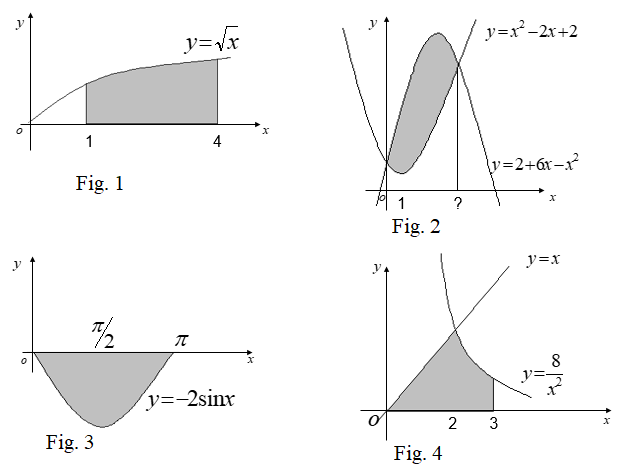 y
y=√x
o
1
4
x
Fig. 1
y
y=x²−2x+2
y=2+6x−x²
o
1
?
x
Fig. 2
y
π/2
π
o
x
y=−2sinx
Fig. 3
y
y=x
y=8/x²
O
2
3
x
Fig. 4